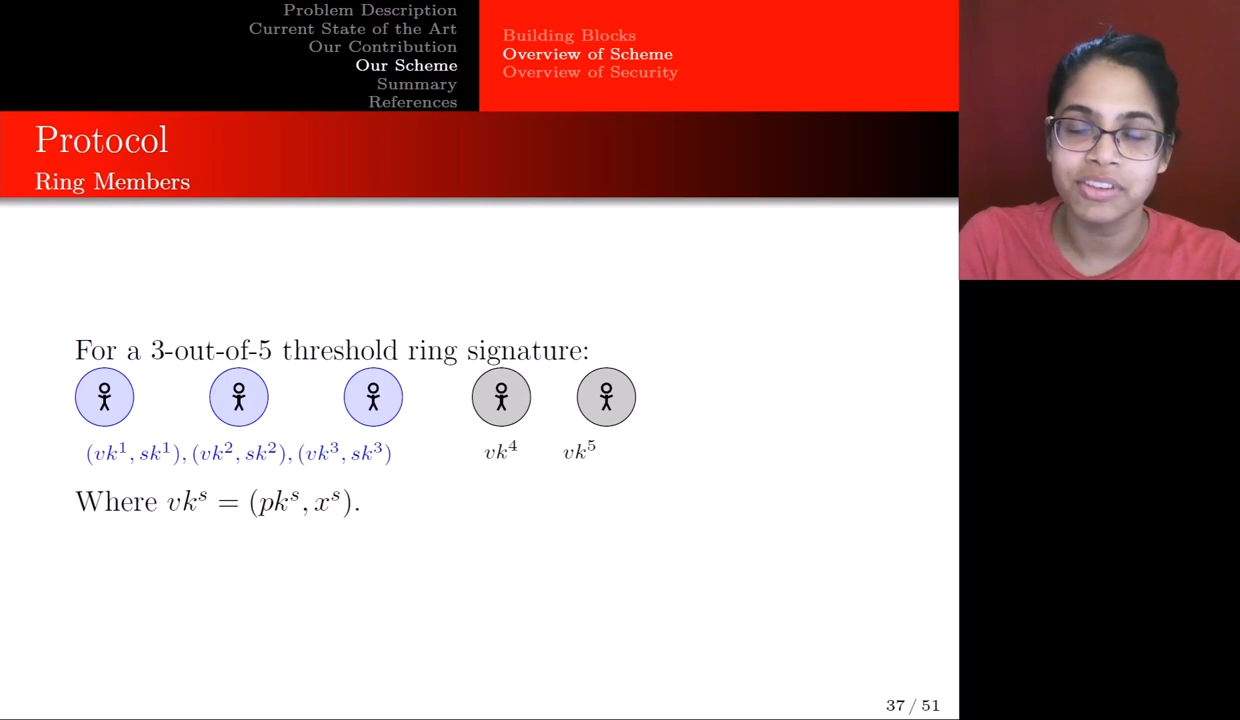 Problem Description
Current State of the Art
Our Contribution
Our Scheme
Summary
References
Building Blocks
Overview of Scheme
Overview of Security
Protocol
Ring Members
For a 3-out-of-5 threshold ring signature:
(vk¹, sk¹), (vk², sk²), (vk³, sk³) vk⁴ vk⁵
Where vkˢ = (pkˢ, xˢ).
37 / 51